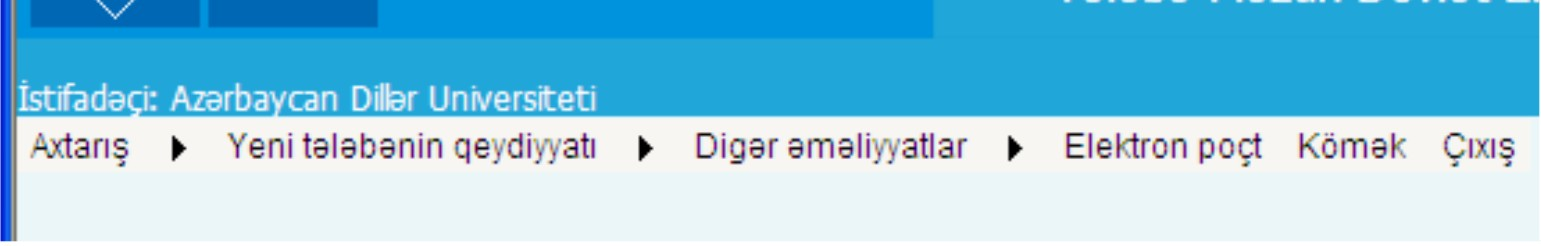 İstifadəçi: Azərbaycan Dillər Universiteti
Axtarış ▶ Yeni tələbənin qeydiyyatı ▶ Digər əməliyyatlar ▶ Elektron poçt Kömək Çıxış